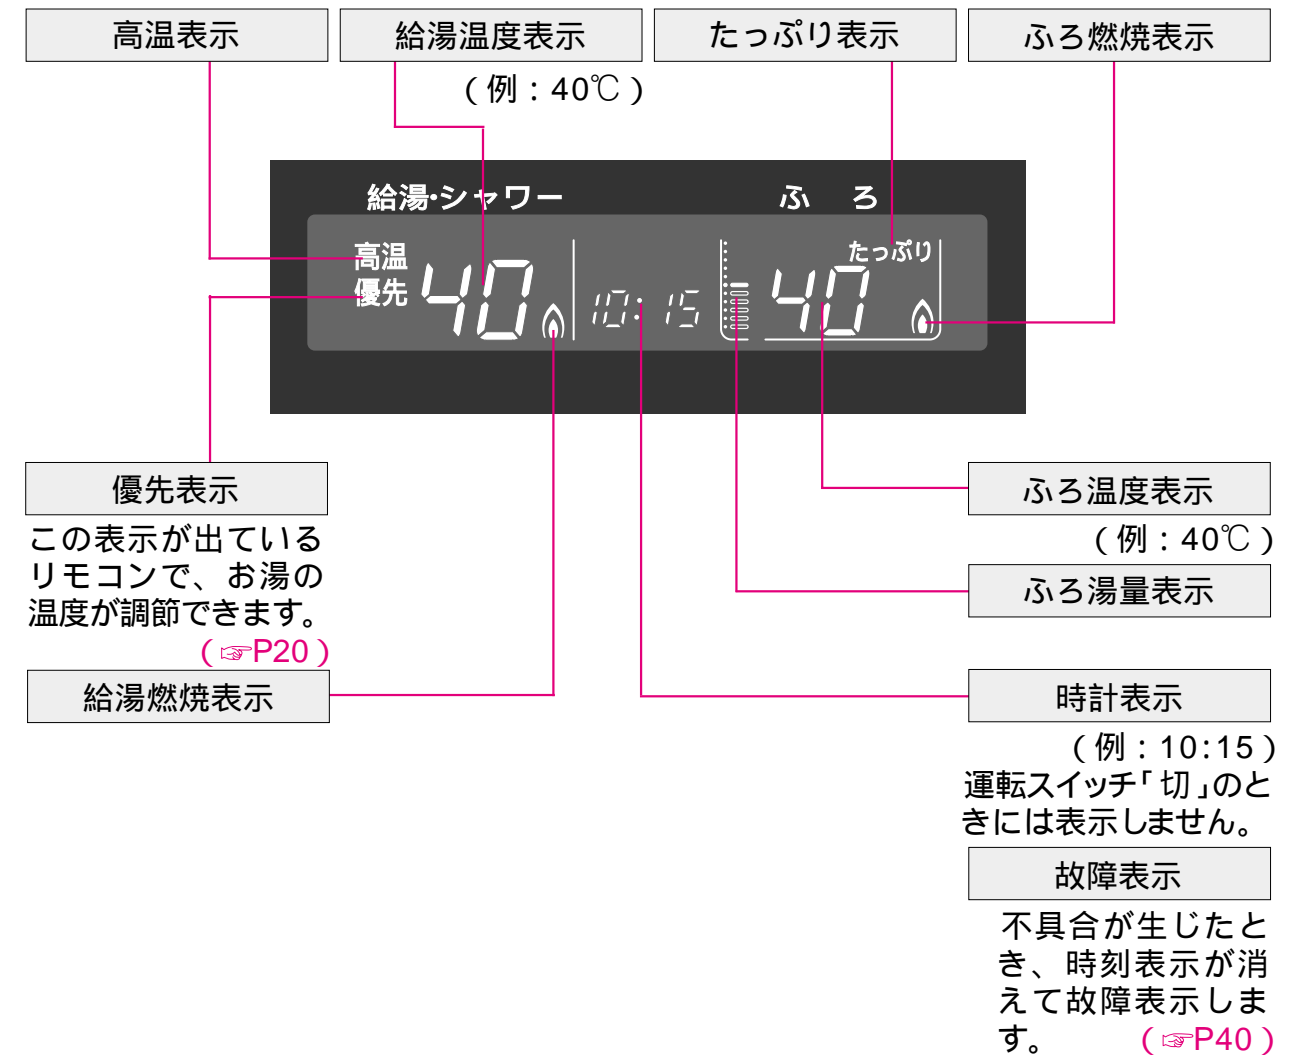 高温表示
給湯温度表示
(例：40℃)
たっぷり表示
ふろ燃焼表示
給湯・シャワー
ふ ろ
高温
優先
40
10:15
たっぷり
40
優先表示
この表示が出ている
リモコンで、お湯の
温度が調節できます。
(☞P20)
給湯燃焼表示
ふろ温度表示
(例：40℃)
ふろ湯量表示
時計表示
(例：10:15)
運転スイッチ「切」のと
きには表示しません。
故障表示
不具合が生じたと
き、時刻表示が消
えて故障表示しま
す。 (☞P40)